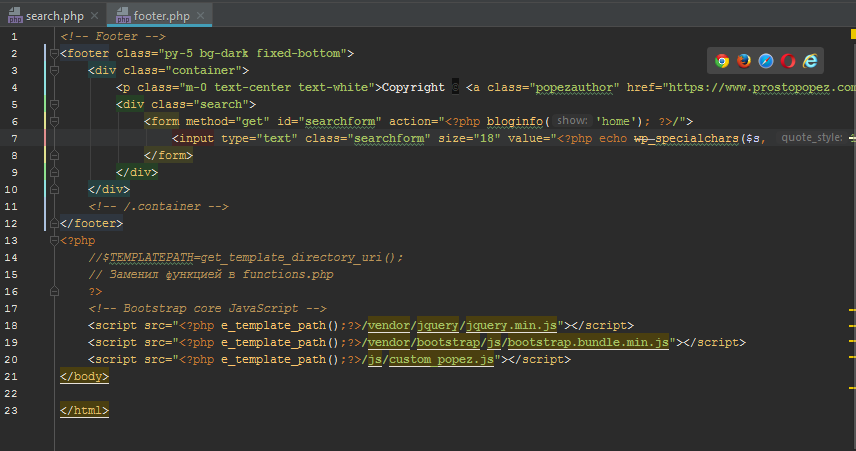 search.php footer.php
1 <!-- Footer -->
2 <footer class="py-5 bg-dark fixed-bottom">
3 <div class="container">
4 <p class="m-0 text-center text-white">Copyright <a class="popezauthor" href="https://www.prostopopez.com
5 <div class="search">
6 <form method="get" id="searchform" action="<?php bloginfo( show: 'home'); ?>/">
7 <input type="text" class="searchform" size="18" value="<?php echo wp_specialchars($s, quote_style:
8 </form>
9 </div>
10 </div>
11 <!-- /.container -->
12 </footer>
13 <?php
14 //$TEMPLATEPATH=get_template_directory_uri();
15 // Заменил функцией в functions.php
16 ?>
17 <!-- Bootstrap core JavaScript -->
18 <script src="<?php e_template_path();?>/vendor/jquery/jquery.min.js"></script>
19 <script src="<?php e_template_path();?>/vendor/bootstrap/js/bootstrap.bundle.min.js"></script>
20 <script src="<?php e_template_path();?>/js/custom_popez.js"></script>
21 </body>
22
23 </html>